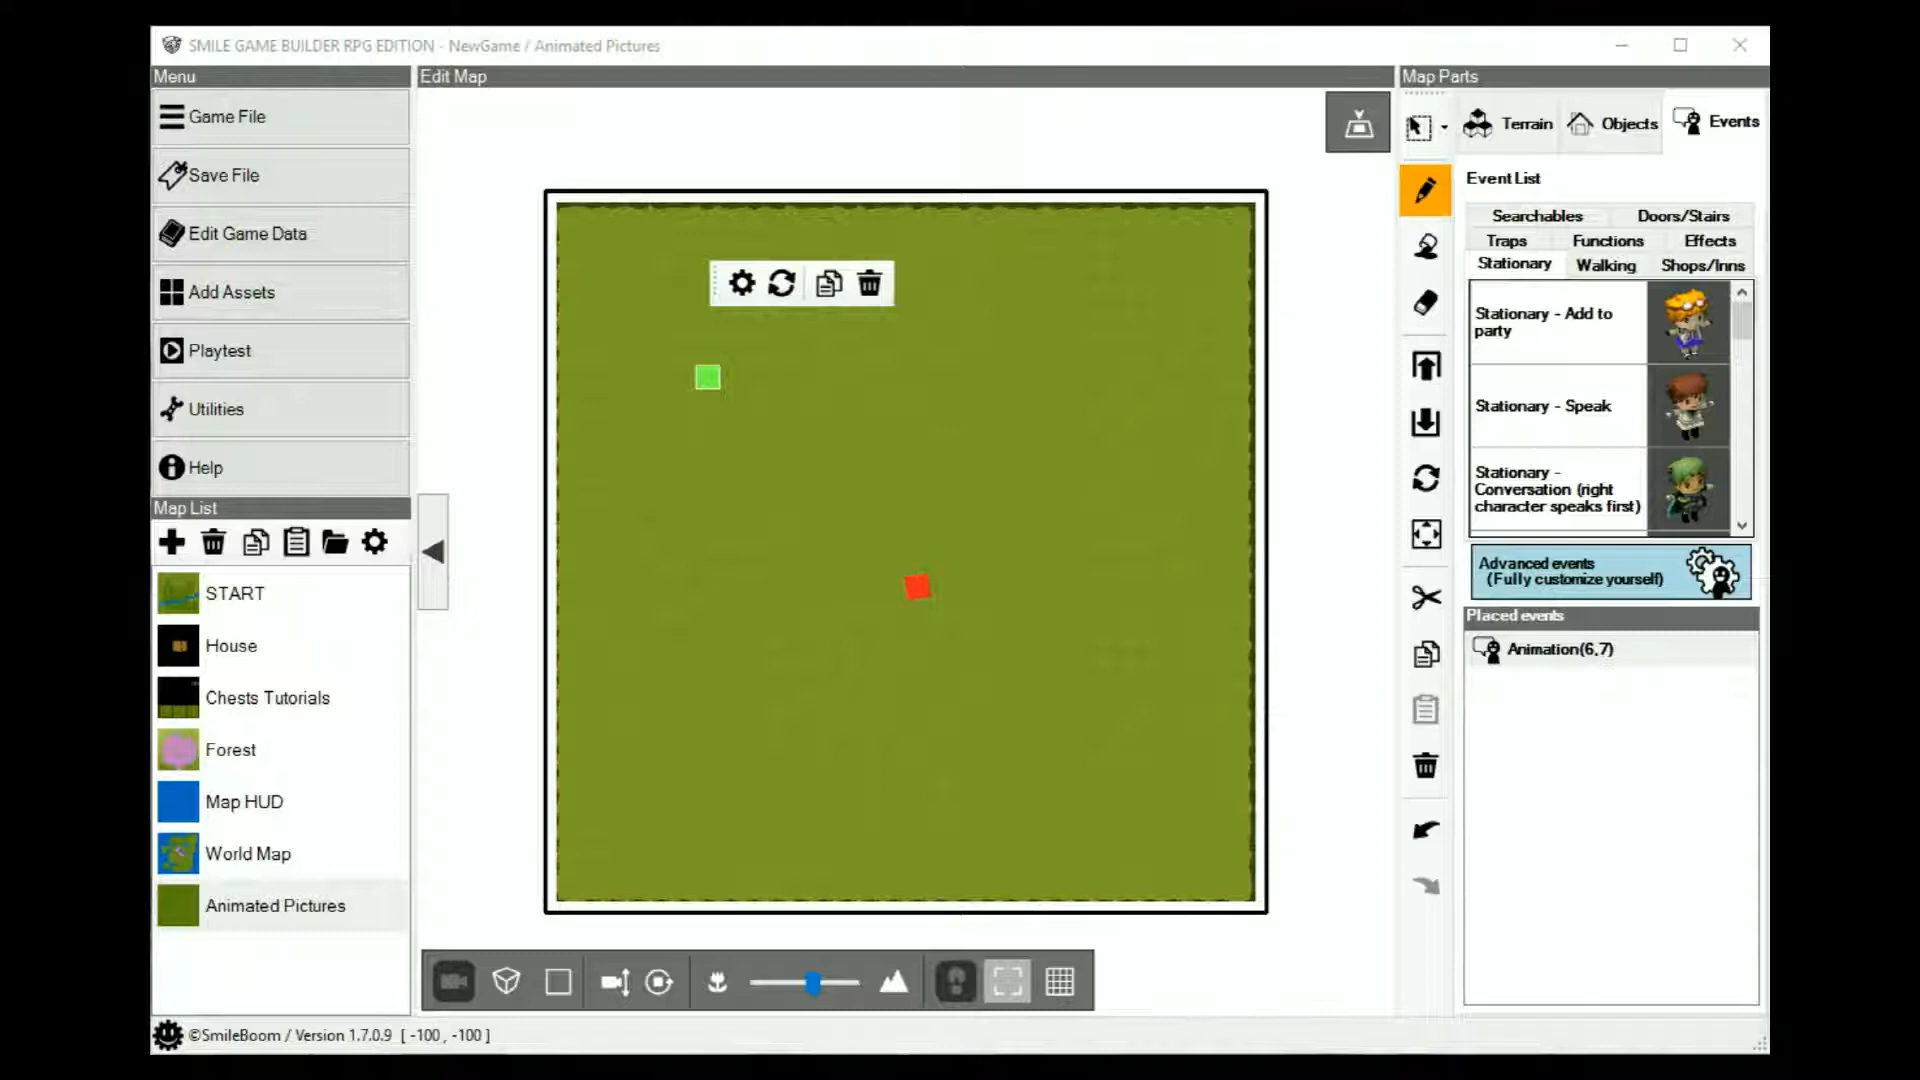 SMILE GAME BUILDER RPG EDITION - NewGame / Animated Pictures
Menu
Edit Map
Map Parts
Game File
Save File
Edit Game Data
Add Assets
Playtest
Utilities
Help
Map List
START
House
Chests Tutorials
Forest
Map HUD
World Map
Animated Pictures
Terrain
Objects
Events
Event List
Searchables
Doors/Stairs
Traps
Functions
Effects
Stationary
Walking
Shops/Inns
Stationary - Add to
party
Stationary - Speak
Stationary -
Conversation (right
character speaks first)
Advanced events
(Fully customize yourself)
Placed events
Animation(6,7)
©SmileBoom / Version 1.7.0.9 [ -100 , -100 ]